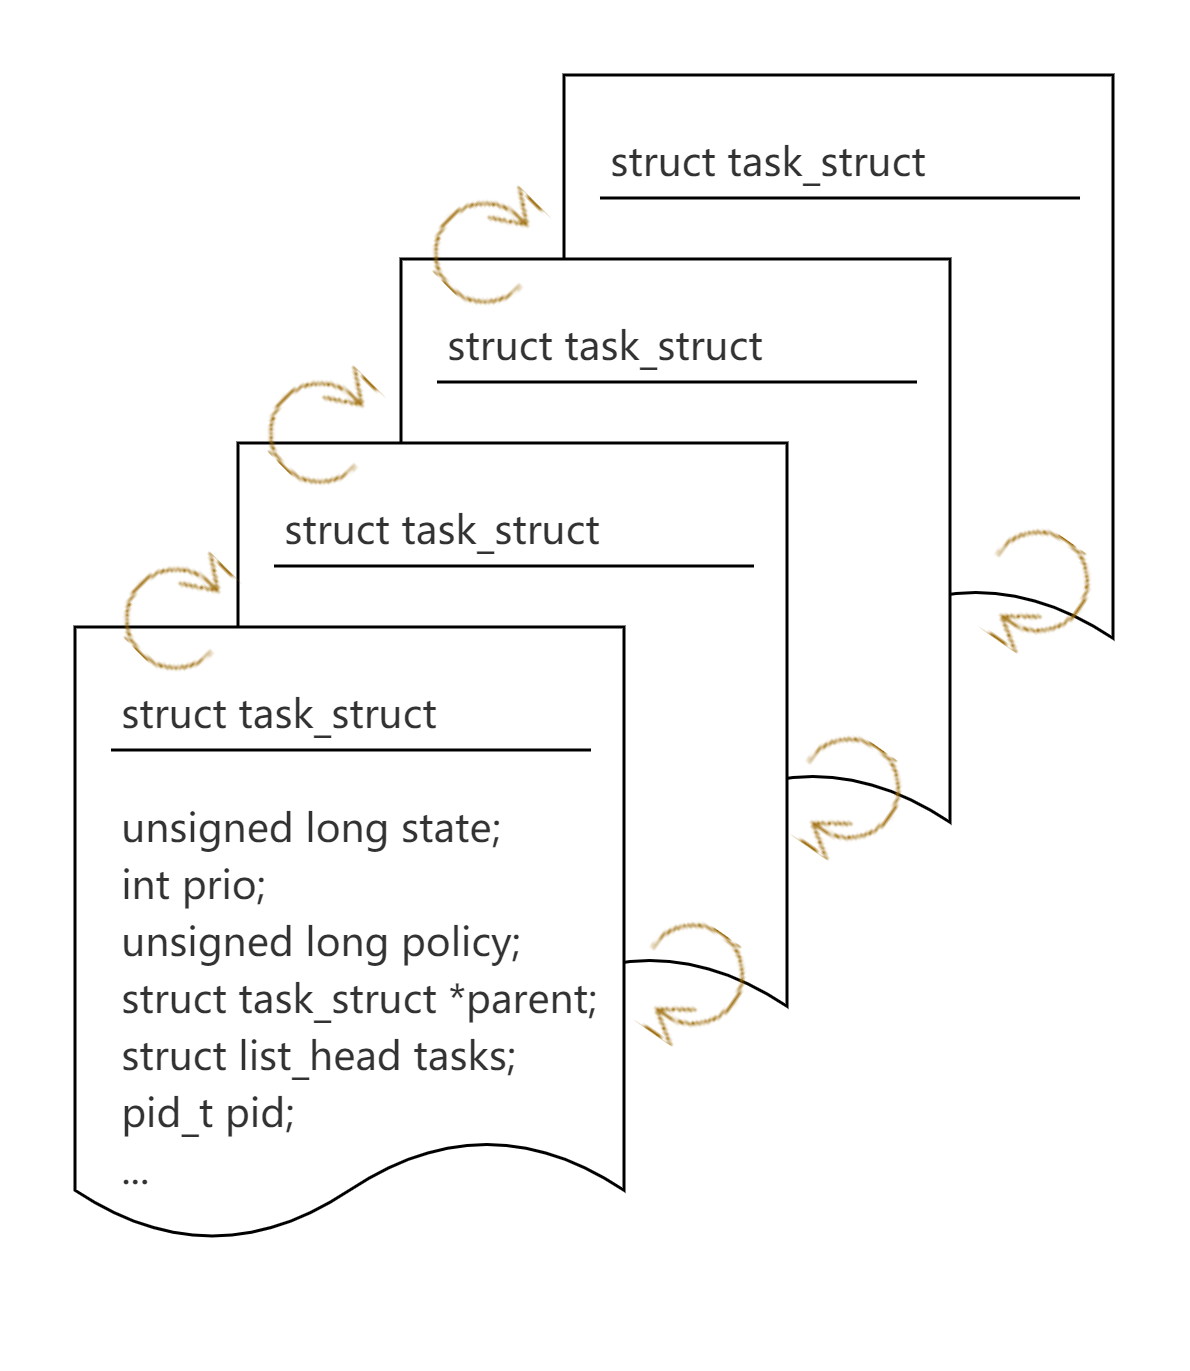 struct task_struct
struct task_struct
struct task_struct
struct task_struct
unsigned long state;
int prio;
unsigned long policy;
struct task_struct *parent;
struct list_head tasks;
pid_t pid;
...